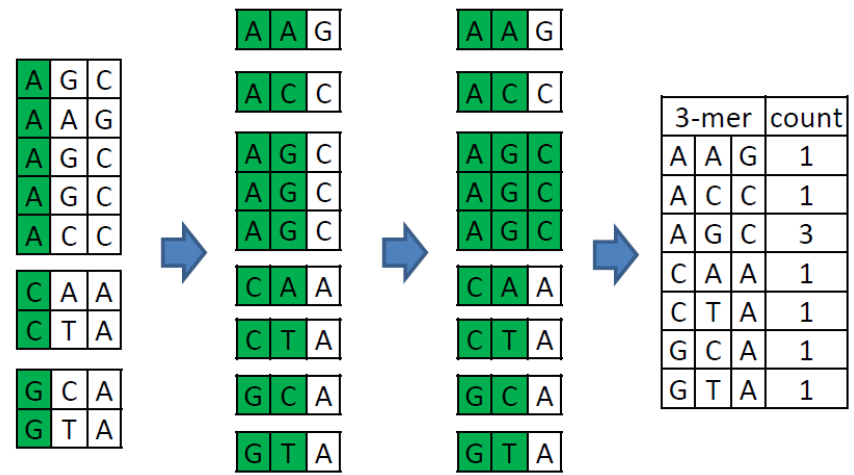 A G C
A A G
A G C
A G C
A C C
C A A
C T A
G C A
G T A
A A G
A C C
A G C
A G C
A G C
C A A
C T A
G C A
G T A
A A G
A C C
A G C
A G C
A G C
C A A
C T A
G C A
G T A
3-mer count
A A G 1
A C C 1
A G C 3
C A A 1
C T A 1
G C A 1
G T A 1